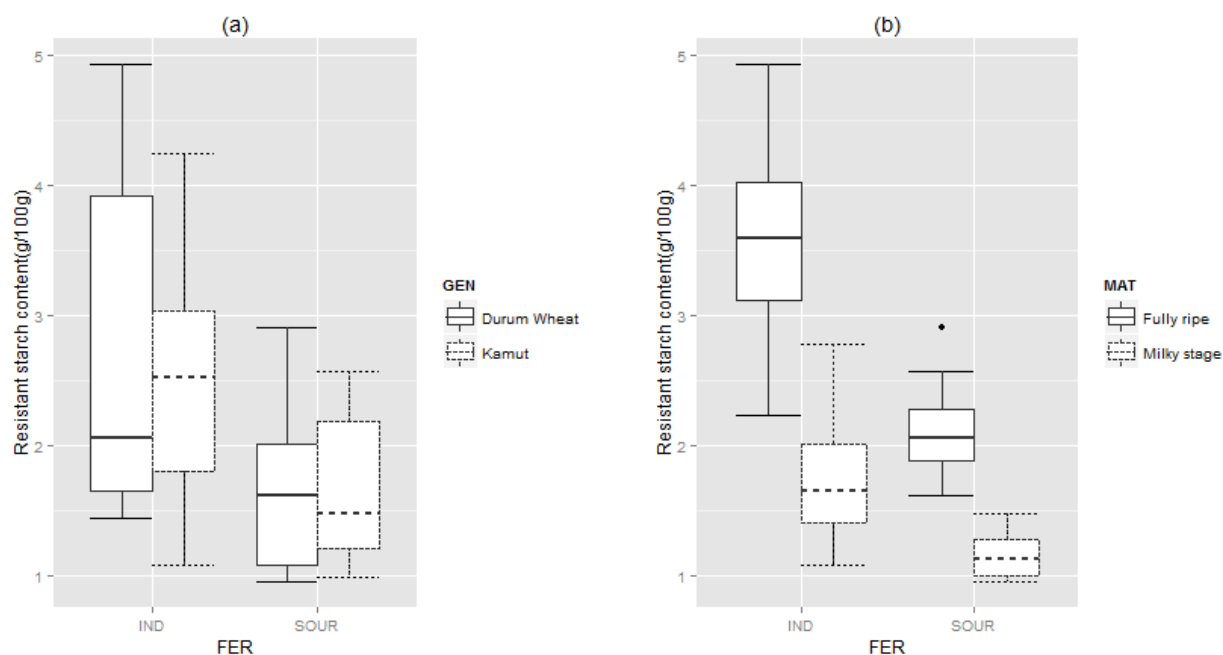 (a)
Resistant starch content(g/100g)
5
4
3
2
1
IND SOUR
FER
GEN
Durum Wheat
Kamut
(b)
Resistant starch content(g/100g)
5
4
3
2
1
IND SOUR
FER
MAT
Fully ripe
Milky stage